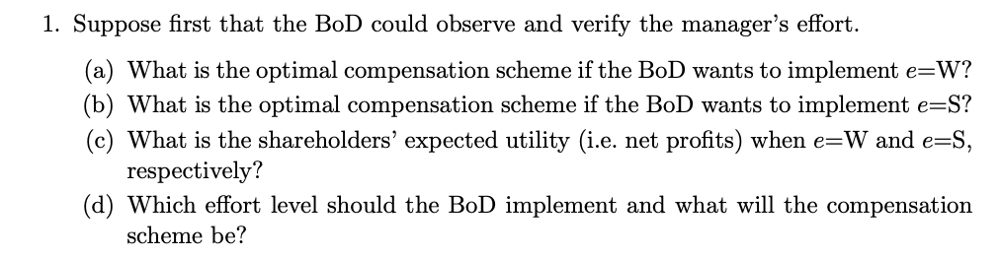 1. Suppose first that the BoD could observe and verify the manager's effort.
(a) What is the optimal compensation scheme if the BoD wants to implement e=W?
(b) What is the optimal compensation scheme if the BoD wants to implement e=S?
(c) What is the shareholders' expected utility (i.e. net profits) when e=W and e=S,
respectively?
(d) Which effort level should the BoD implement and what will the compensation
scheme be?